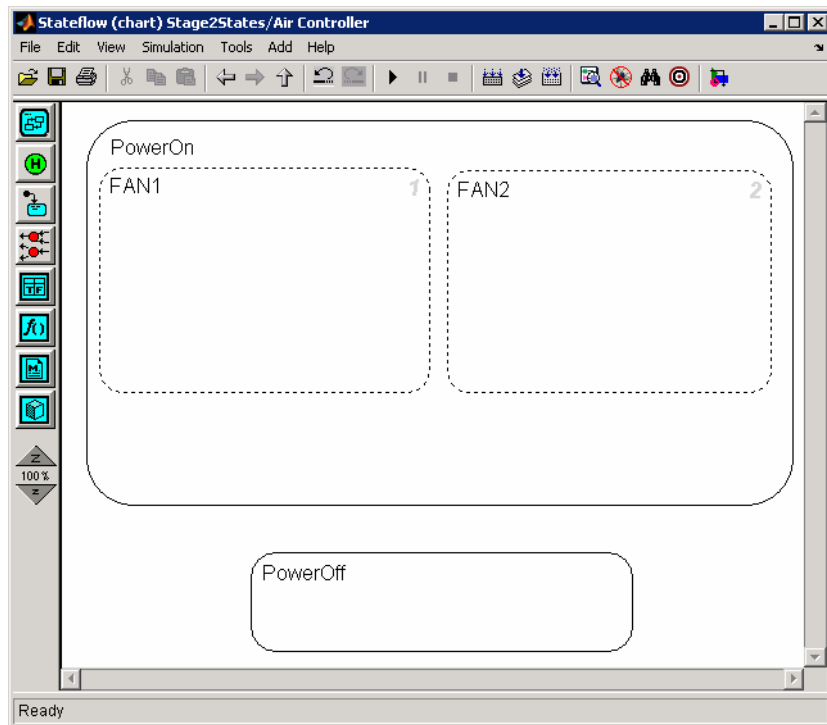 Stateflow (chart) Stage2States/Air Controller
File Edit View Simulation Tools Add Help
PowerOn
FAN1 1 FAN2 2
100%
PowerOff
Ready